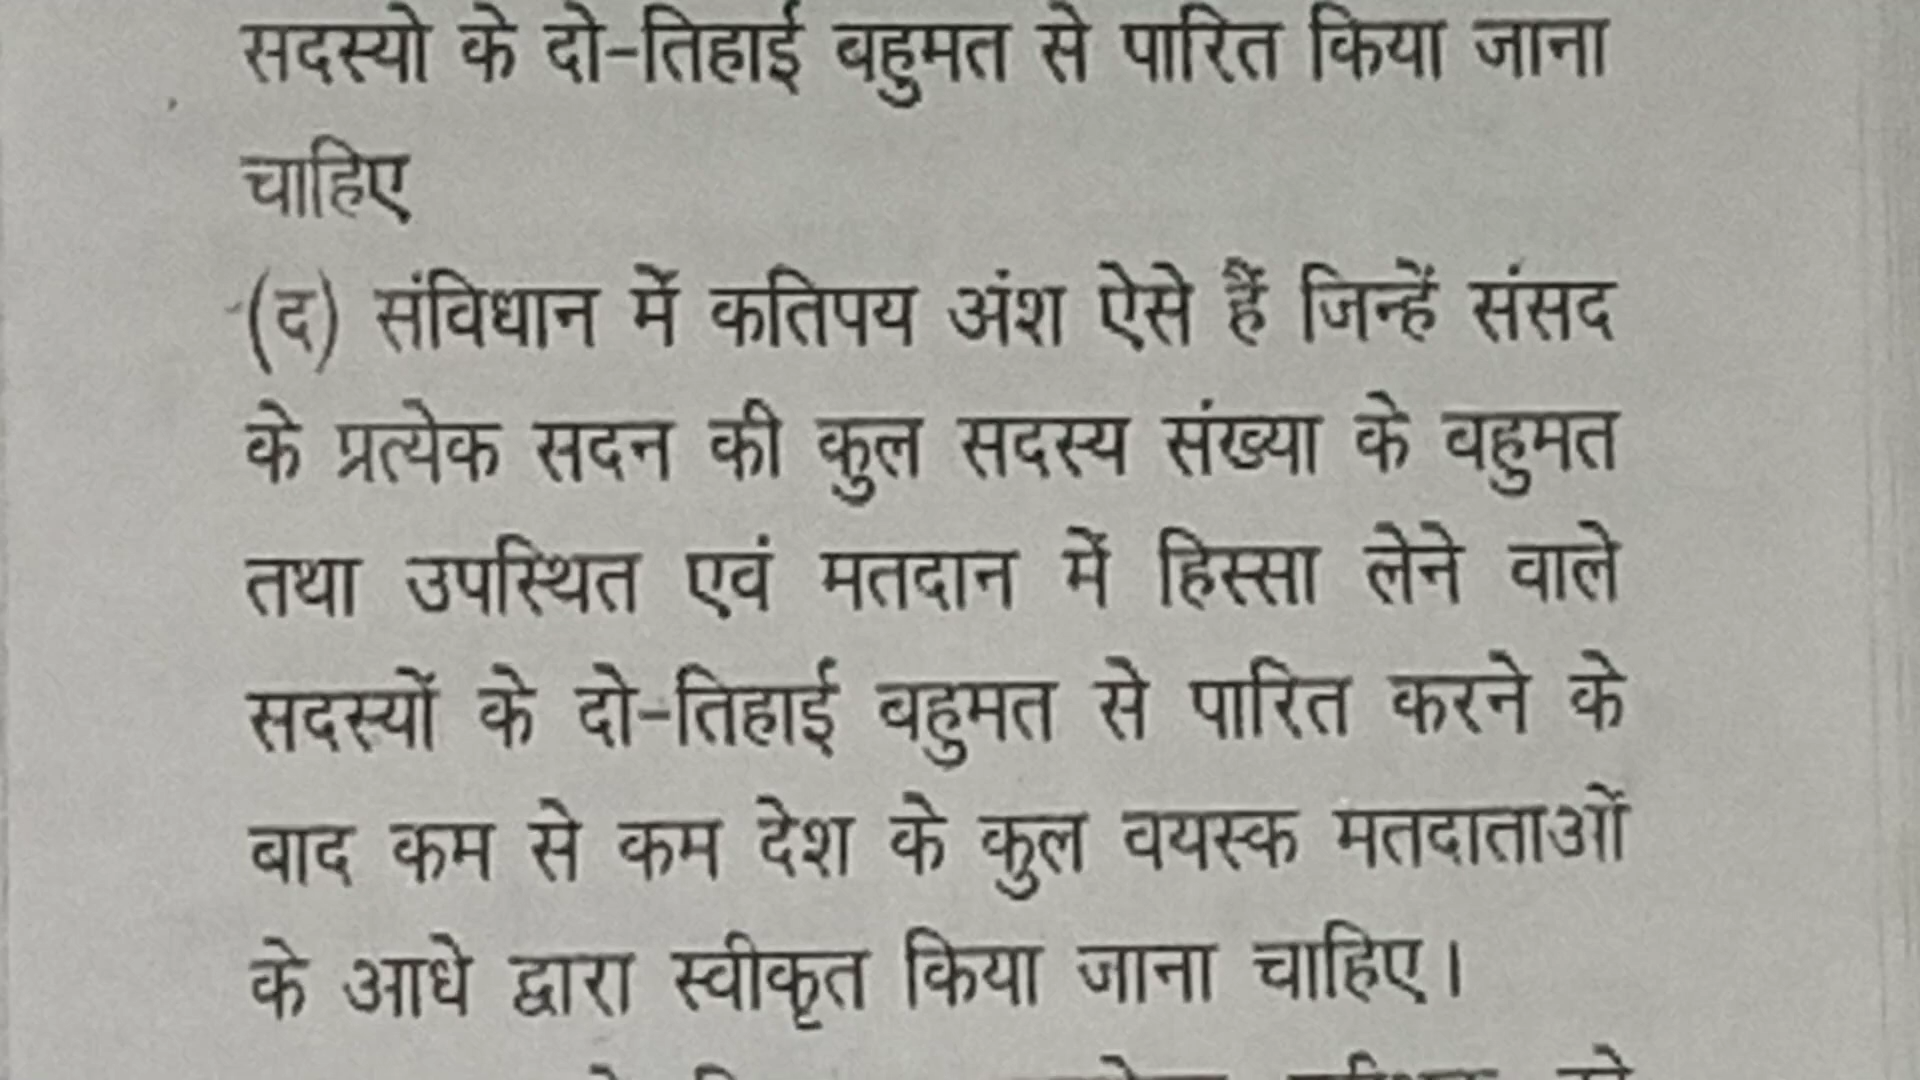 सदस्यो के दो-तिहाई बहुमत से पारित किया जाना
चाहिए
(द) संविधान में कतिपय अंश ऐसे हैं जिन्हें संसद
के प्रत्येक सदन की कुल सदस्य संख्या के वहुमत
तथा उपस्थित एवं मतदान में हिस्सा लेने वाले
सदस्यों के दो-तिहाई बहुमत से पारित करने के
बाद कम से कम देश के कुल वयस्क मतदाताओं
के आधे द्वारा स्वीकृत किया जाना चाहिए।